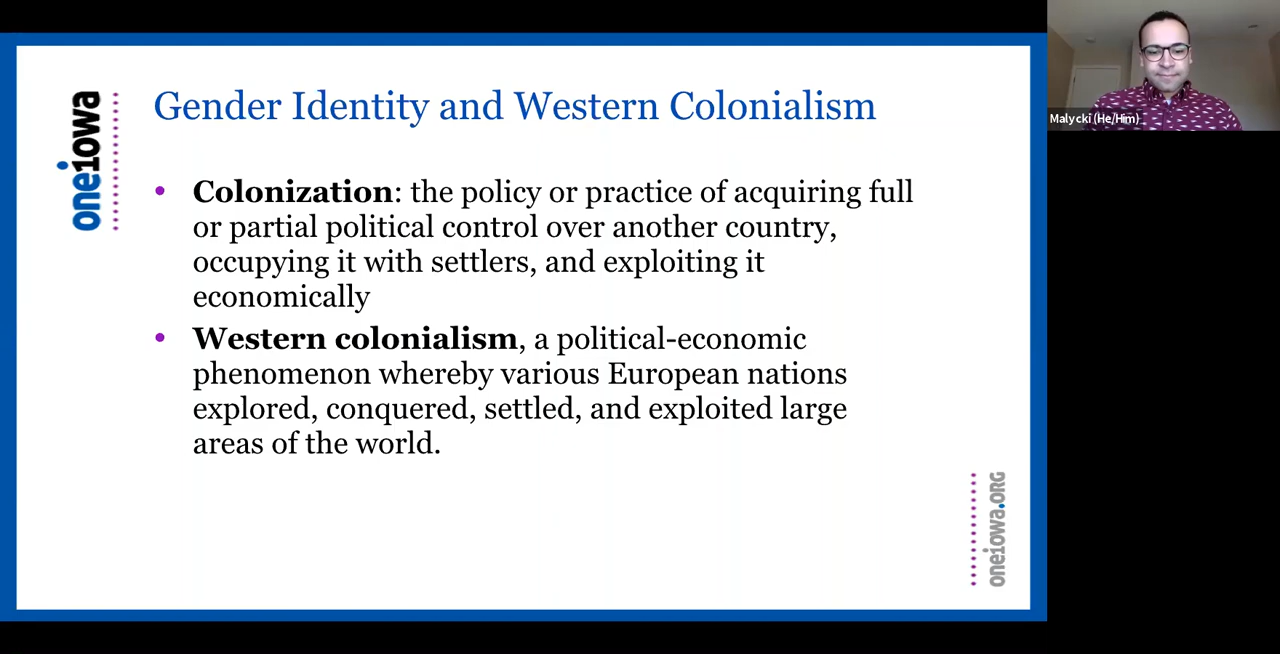 oneiowa
Gender Identity and Western Colonialism
• Colonization: the policy or practice of acquiring full
or partial political control over another country,
occupying it with settlers, and exploiting it
economically
• Western colonialism, a political-economic
phenomenon whereby various European nations
explored, conquered, settled, and exploited large
areas of the world.
oneiowa.ORG
Malycki (He/Him)